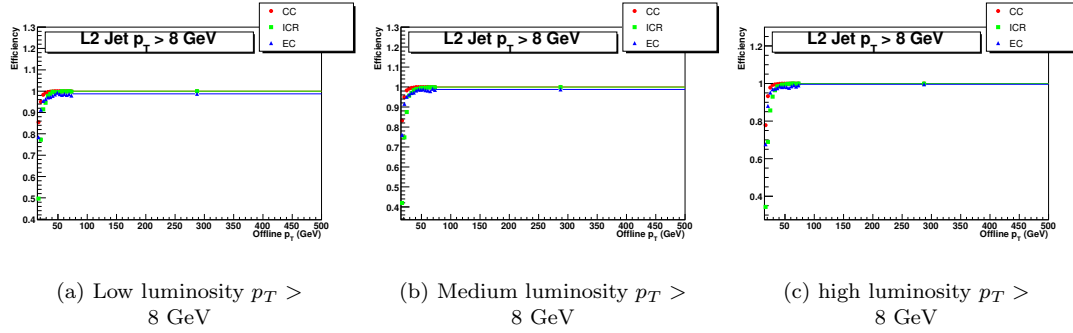 Efficiency
1.3
1.2
1.1
1
0.9
0.8
0.7
0.6
0.5
0.4
L2 Jet p_T > 8 GeV
CC
ICR
EC
0 50 100 150 200 250 300 350 400 450 500
Offline p_T (GeV)
Efficiency
1.3
1.2
1.1
1
0.9
0.8
0.7
0.6
0.5
0.4
L2 Jet p_T > 8 GeV
CC
ICR
EC
0 50 100 150 200 250 300 350 400 450 500
Offline p_T (GeV)
Efficiency
1.2
1
0.8
0.6
0.4
L2 Jet p_T > 8 GeV
CC
ICR
EC
50 100 150 200 250 300 350 400 450 500
Offline p_T (GeV)
(a) Low luminosity p_T >
8 GeV
(b) Medium luminosity p_T >
8 GeV
(c) high luminosity p_T >
8 GeV